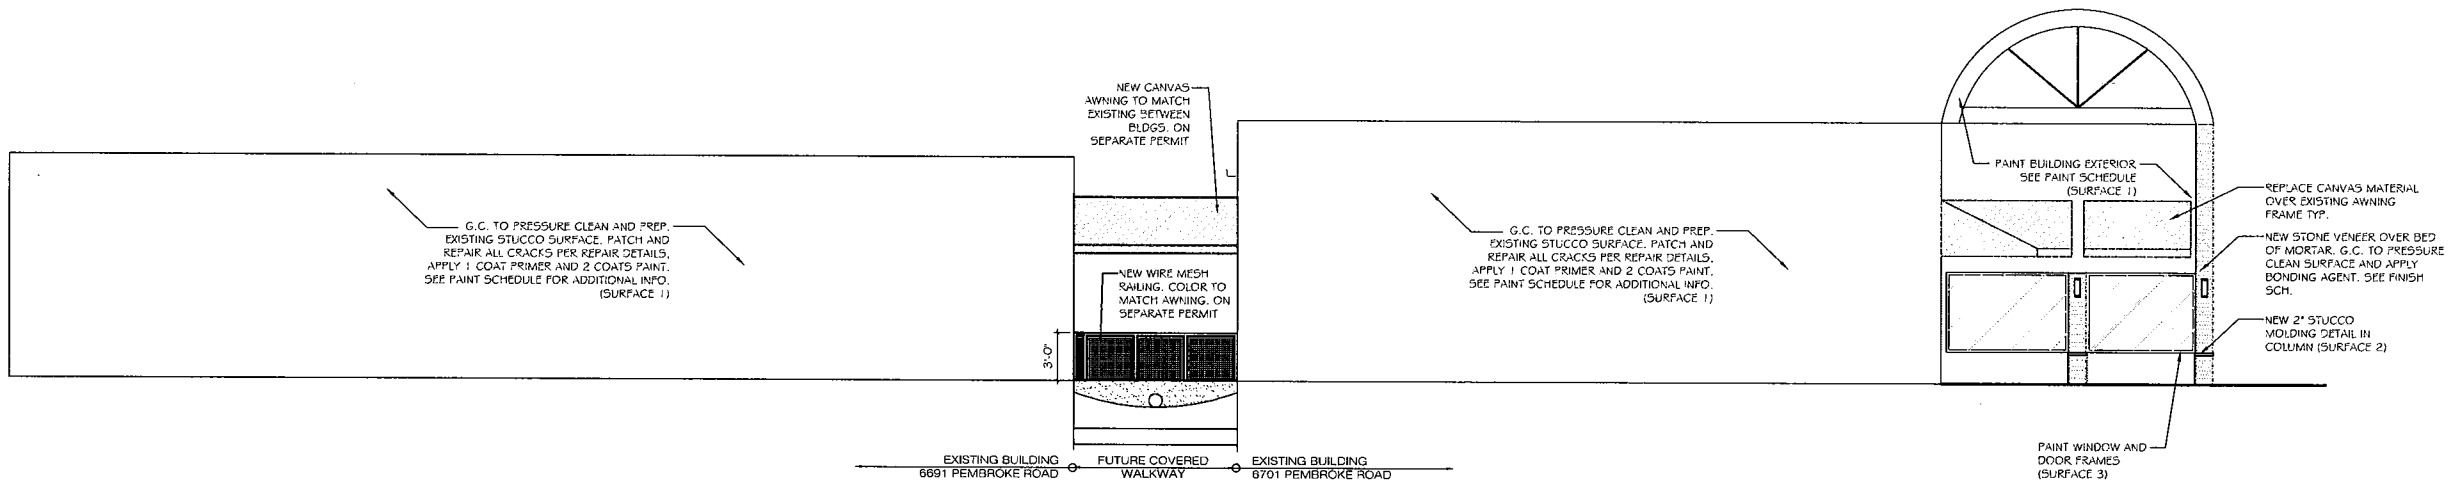 NEW CANVAS
AWNING TO MATCH
EXISTING BETWEEN
BLDGS. ON
SEPARATE PERMIT
G.C. TO PRESSURE CLEAN AND PREP.
EXISTING STUCCO SURFACE. PATCH AND
REPAIR ALL CRACKS PER REPAIR DETAILS.
APPLY 1 COAT PRIMER AND 2 COATS PAINT.
SEE PAINT SCHEDULE FOR ADDITIONAL INFO.
(SURFACE 1)
NEW WIRE MESH
RAILING. COLOR TO
MATCH AWNING. ON
SEPARATE PERMIT
3'-0"
G.C. TO PRESSURE CLEAN AND PREP.
EXISTING STUCCO SURFACE. PATCH AND
REPAIR ALL CRACKS PER REPAIR DETAILS.
APPLY 1 COAT PRIMER AND 2 COATS PAINT.
SEE PAINT SCHEDULE FOR ADDITIONAL INFO.
(SURFACE 1)
PAINT BUILDING EXTERIOR
SEE PAINT SCHEDULE
(SURFACE 1)
REPLACE CANVAS MATERIAL
OVER EXISTING AWNING
FRAME TYP.
NEW STONE VENEER OVER BED
OF MORTAR. G.C. TO PRESSURE
CLEAN SURFACE AND APPLY
BONDING AGENT. SEE FINISH
SCH.
NEW 2" STUCCO
MOLDING DETAIL IN
COLUMN (SURFACE 2)
PAINT WINDOW AND
DOOR FRAMES
(SURFACE 3)
EXISTING BUILDING
6691 PEMBROKE ROAD
FUTURE COVERED
WALKWAY
EXISTING BUILDING
6701 PEMBROKE ROAD